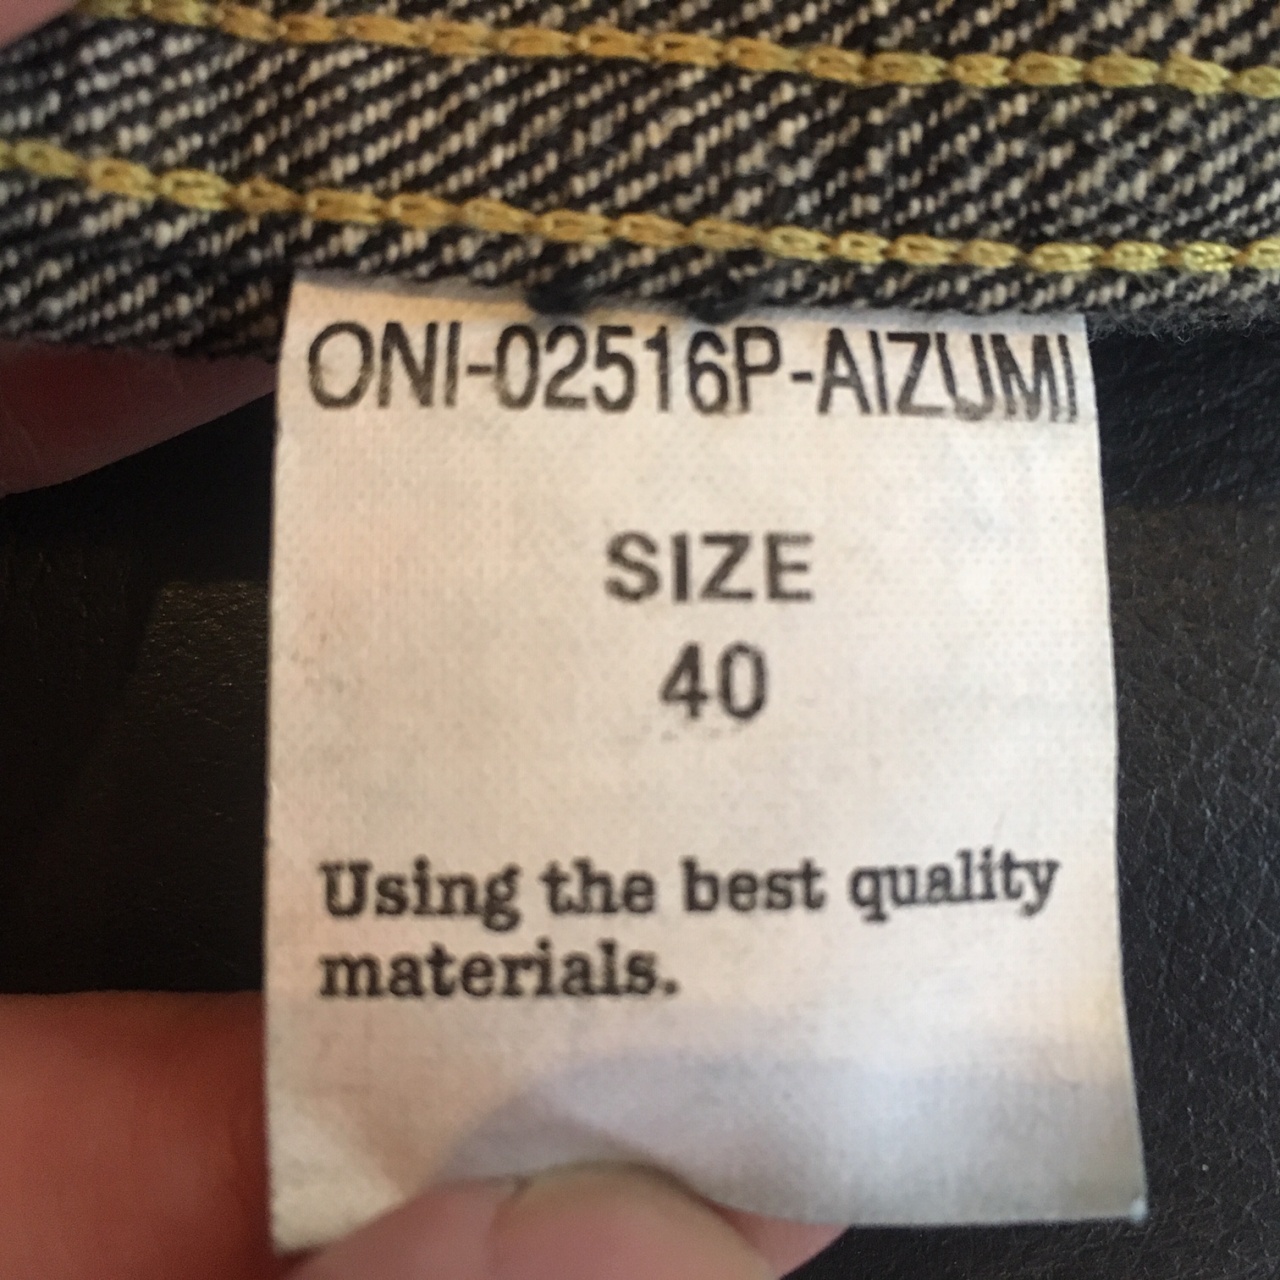 ONI-02516P-AIZUMI
SIZE
40
Using the best quality
materials.